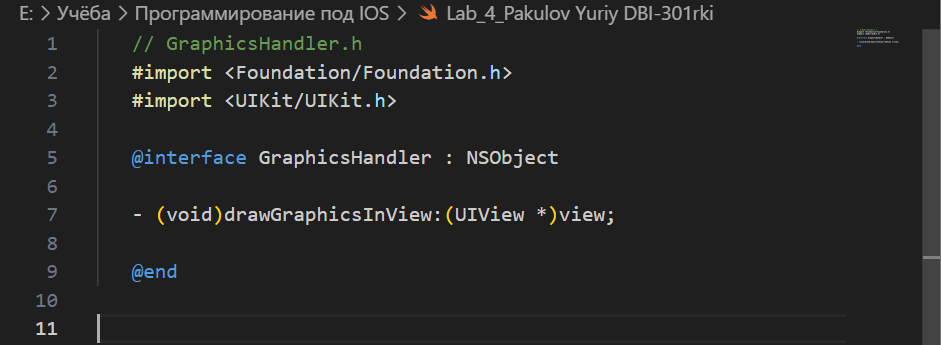 E: > Учёба > Программирование под IOS > Lab_4_Pakulov Yuriy DBI-301rki
1 // GraphicsHandler.h
2 #import <Foundation/Foundation.h>
3 #import <UIKit/UIKit.h>
4
5 @interface GraphicsHandler : NSObject
6
7 - (void)drawGraphicsInView:(UIView *)view;
8
9 @end
10
11